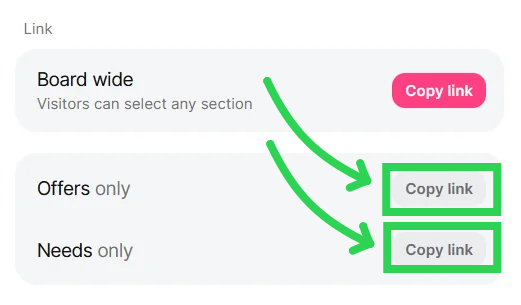 Link
Board wide
Visitors can select any section
Copy link
Offers only
Copy link
Needs only
Copy link